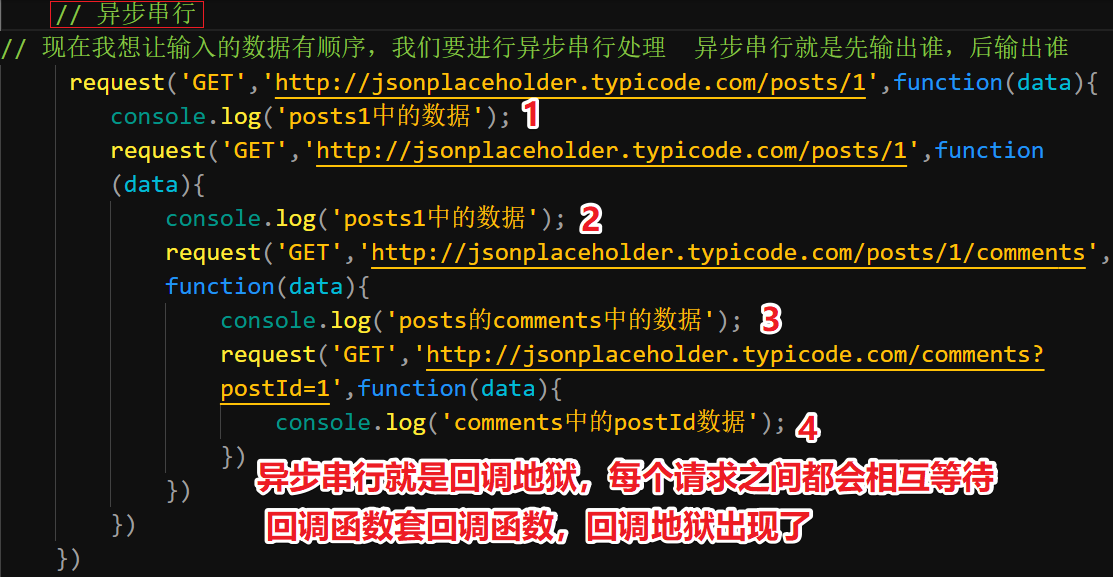 // 异步串行
// 现在我想让输入的数据有顺序，我们要进行异步串行处理  异步串行就是先输出谁，后输出谁
request('GET','http://jsonplaceholder.typicode.com/posts/1',function(data){
console.log('posts1中的数据'); 1
request('GET','http://jsonplaceholder.typicode.com/posts/1',function
(data){
console.log('posts1中的数据'); 2
request('GET','http://jsonplaceholder.typicode.com/posts/1/comments',
function(data){
console.log('posts的comments中的数据'); 3
request('GET','http://jsonplaceholder.typicode.com/comments?
postId=1',function(data){
console.log('comments中的postId数据'); 4
})
异步串行就是回调地狱，每个请求之间都会相互等待
})
回调函数套回调函数，回调地狱出现了
})
})